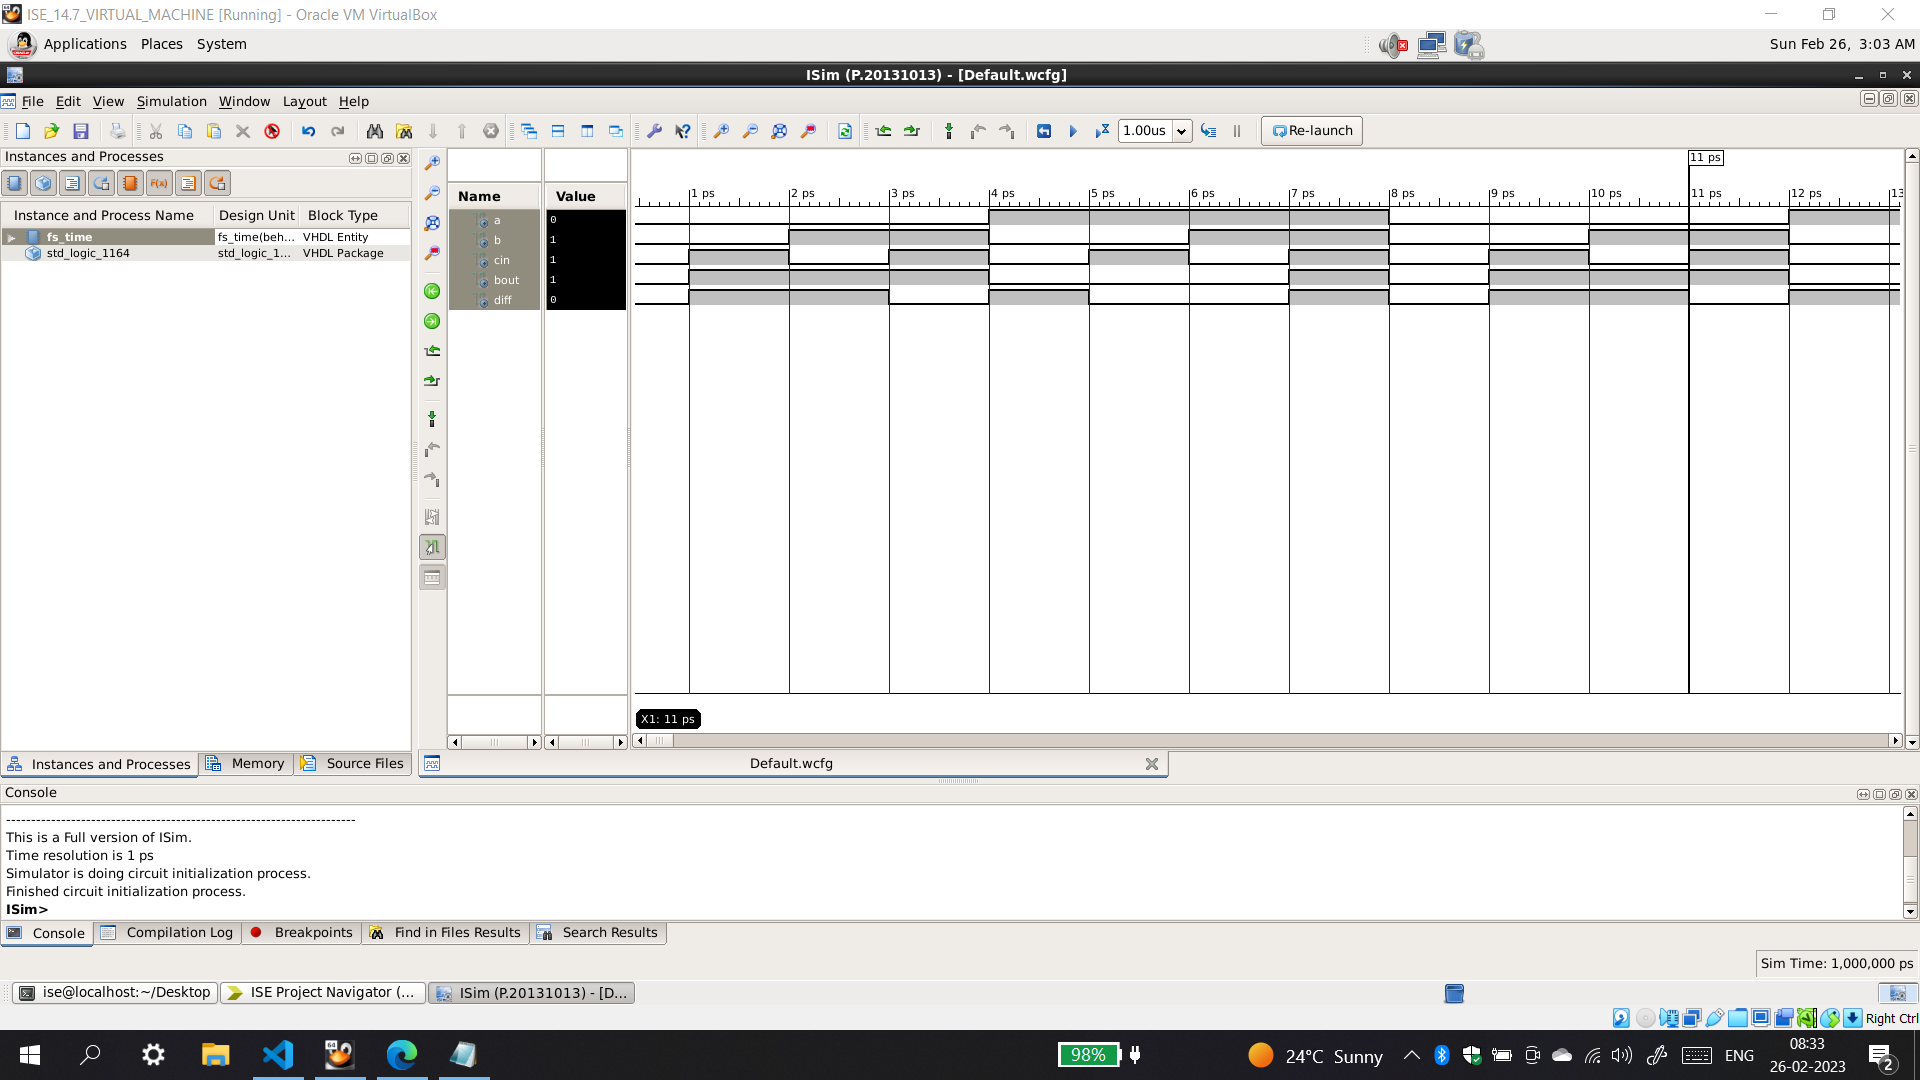 ISE_14.7_VIRTUAL_MACHINE [Running] - Oracle VM VirtualBox
Applications Places System
Sun Feb 26, 3:03 AM
ISim (P.20131013) - [Default.wcfg]
File Edit View Simulation Window Layout Help
1.00us Re-launch
Instances and Processes
Instance and Process Name Design Unit Block Type
fs_time fs_time(beh... VHDL Entity
std_logic_1164 std_logic_1... VHDL Package
Name Value
a 0
b 1
cin 1
bout 1
diff 0
11 ps
1 ps 2 ps 3 ps 4 ps 5 ps 6 ps 7 ps 8 ps 9 ps 10 ps 11 ps 12 ps 13
X1: 11 ps
Instances and Processes Memory Source Files
Default.wcfg
Console
----------------------------------------------------------------------
This is a Full version of ISim.
Time resolution is 1 ps
Simulator is doing circuit initialization process.
Finished circuit initialization process.
ISim>
Console Compilation Log Breakpoints Find in Files Results Search Results
Sim Time: 1,000,000 ps
ise@localhost:~/Desktop ISE Project Navigator (... ISim (P.20131013) - [D...
Right Ctrl
98% 24°C Sunny ENG 08:33
26-02-2023 2